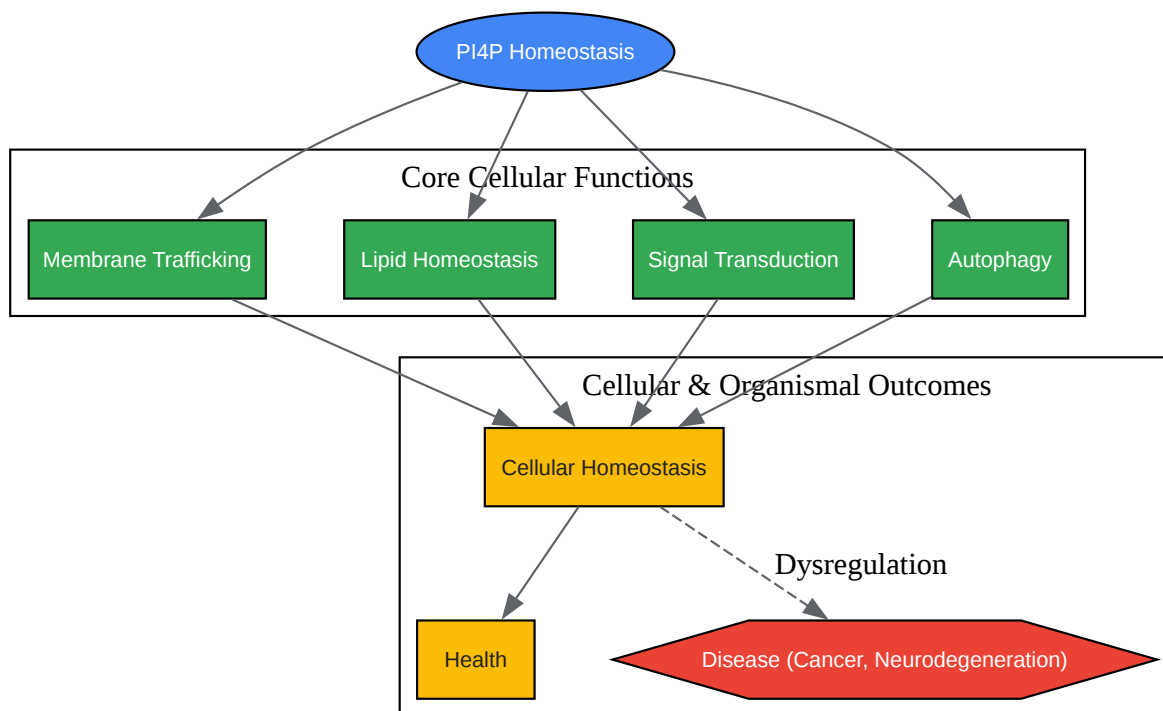 PI4P Homeostasis
Core Cellular Functions
Membrane Trafficking
Lipid Homeostasis
Signal Transduction
Autophagy
Cellular & Organismal Outcomes
Cellular Homeostasis
Dysregulation
Health
Disease (Cancer, Neurodegeneration)